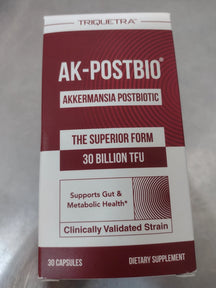 TRIQUETRA
AK-POSTBIO®
AKKERMANSIA POSTBIOTIC
THE SUPERIOR FORM
30 BILLION TFU
Supports Gut &
Metabolic Health*
Clinically Validated Strain
30 CAPSULES
DIETARY SUPPLEMENT